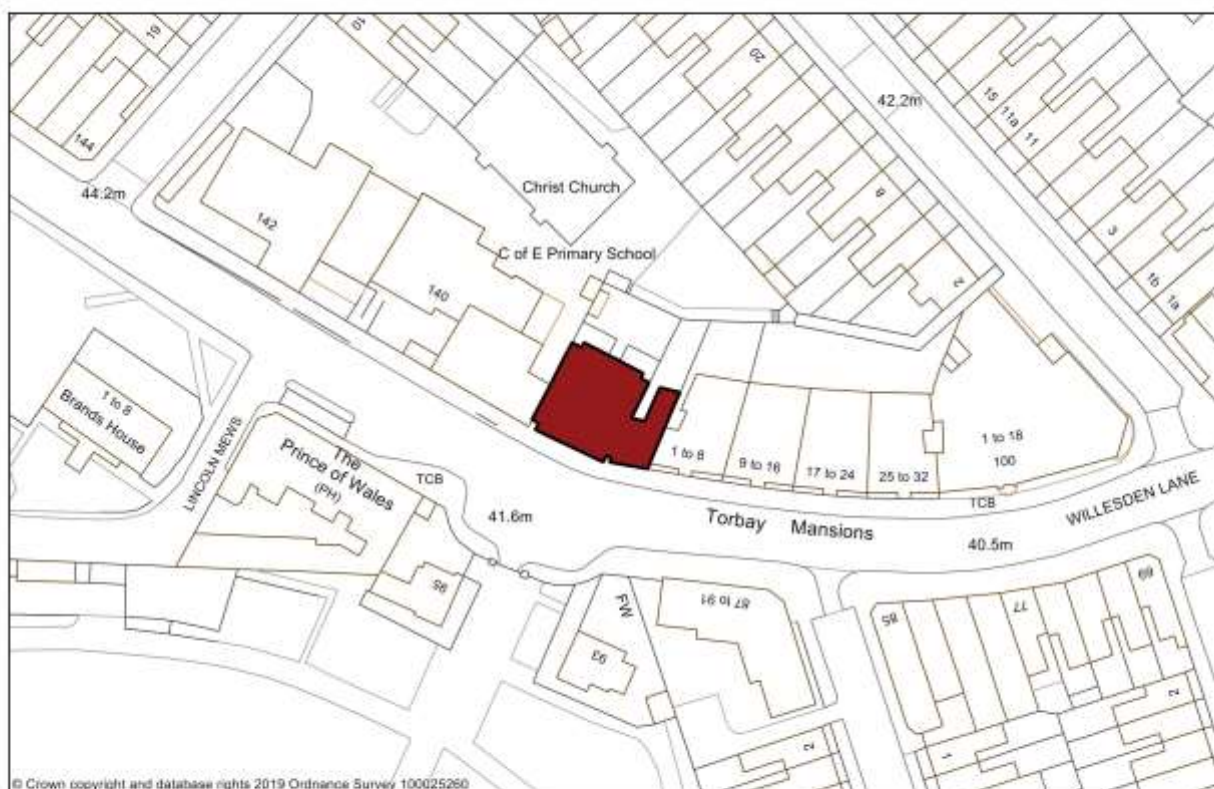 19
10
20
42.2m
15
11a
11
144
Christ Church
8
3
44.2m
142
C of E Primary School
1b
1a
2
140
1 to 8
Brands House
LINCOLN MEWS
The
Prince of Wales
(PH)
TCB
41.6m
1 to 8
9 to 16
17 to 24
25 to 32
1 to 18
100
TCB
WILLESDEN LANE
Torbay Mansions
40.5m
95
FW
93
87 to 91
85
77
69
2
2
1
© Crown copyright and database rights 2019 Ordnance Survey 100025260